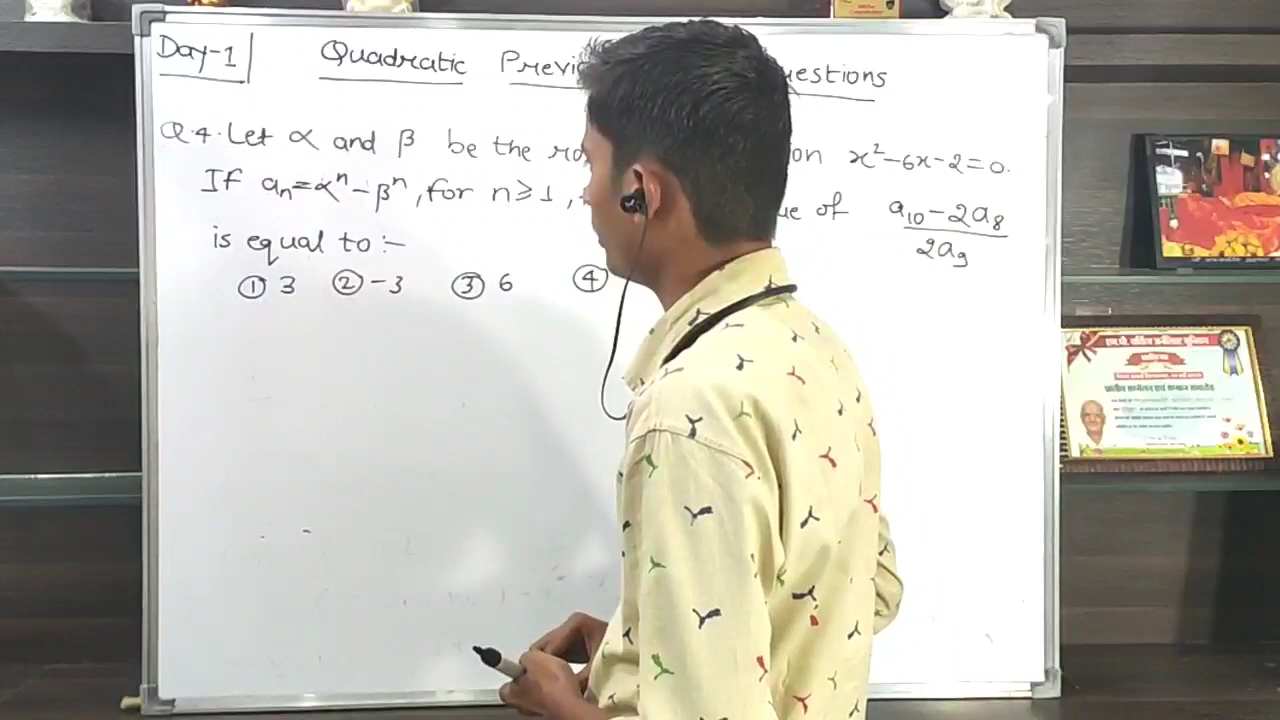 Day-1
Quadratic Previ uestions
Q.4. Let α and β be the ro on x²-6x-2=0.
If aₙ=αⁿ-βⁿ, for n≥1, ue of a₁₀-2a₈
2a₉
is equal to :-
① 3 ② -3 ③ 6 ④